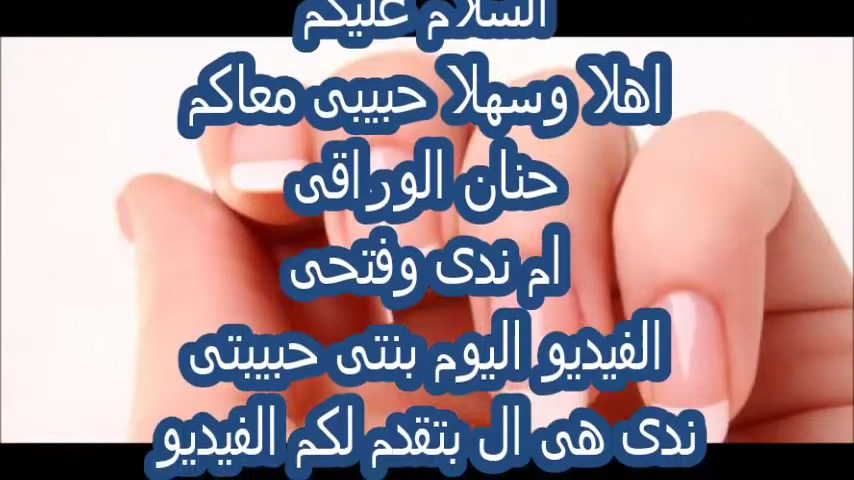 السلام عليكم
اهلا وسهلا حبيبى معاكم
حنان الوراقى
ام ندى وفتحى
الفيديو اليوم بنتى حبيبتى
ندى هى ال بتقدم لكم الفيديو